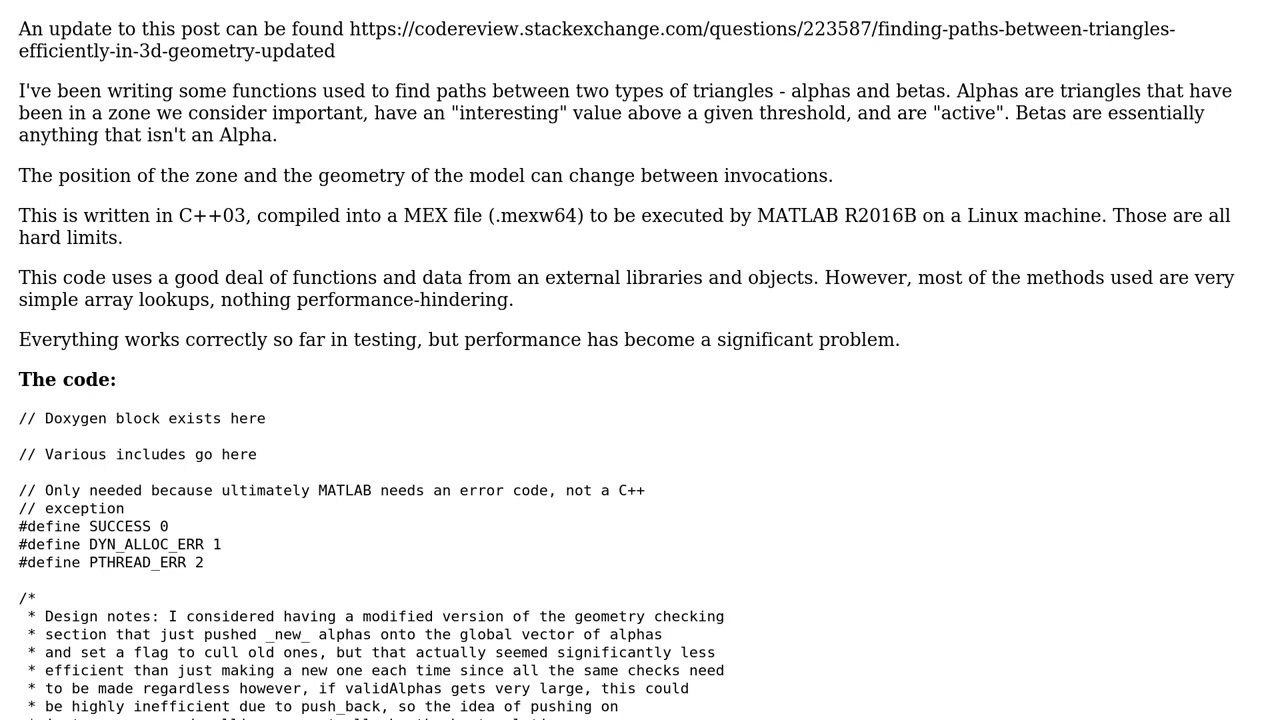 An update to this post can be found https://codereview.stackexchange.com/questions/223587/finding-paths-between-triangles-
efficiently-in-3d-geometry-updated
I've been writing some functions used to find paths between two types of triangles - alphas and betas. Alphas are triangles that have
been in a zone we consider important, have an "interesting" value above a given threshold, and are "active". Betas are essentially
anything that isn't an Alpha.
The position of the zone and the geometry of the model can change between invocations.
This is written in C++03, compiled into a MEX file (.mexw64) to be executed by MATLAB R2016B on a Linux machine. Those are all
hard limits.
This code uses a good deal of functions and data from an external libraries and objects. However, most of the methods used are very
simple array lookups, nothing performance-hindering.
Everything works correctly so far in testing, but performance has become a significant problem.
The code:
// Doxygen block exists here
// Various includes go here
// Only needed because ultimately MATLAB needs an error code, not a C++
// exception
#define SUCCESS 0
#define DYN_ALLOC_ERR 1
#define PTHREAD_ERR 2
/*
* Design notes: I considered having a modified version of the geometry checking
* section that just pushed _new_ alphas onto the global vector of alphas
* and set a flag to cull old ones, but that actually seemed significantly less
* efficient than just making a new one each time since all the same checks need
* to be made regardless however, if validAlphas gets very large, this could
* be highly inefficient due to push_back, so the idea of pushing on